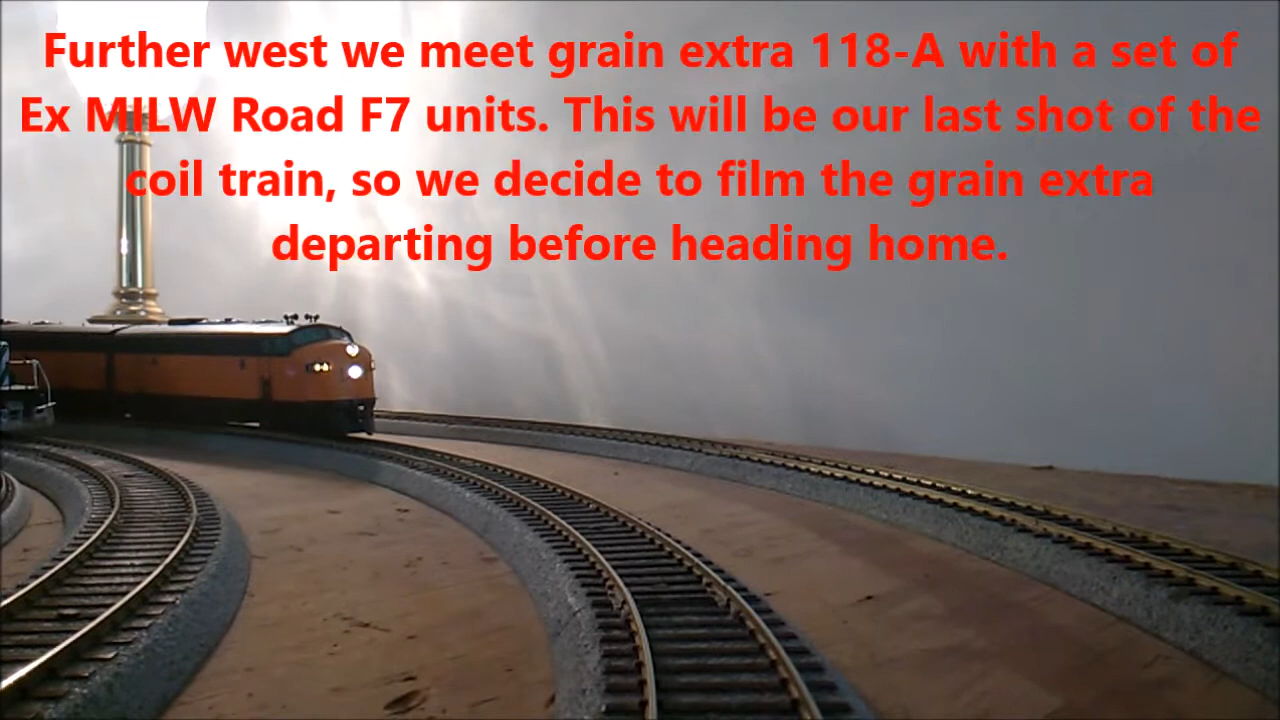 Further west we meet grain extra 118-A with a set of
Ex MILW Road F7 units. This will be our last shot of the
coil train, so we decide to film the grain extra
departing before heading home.